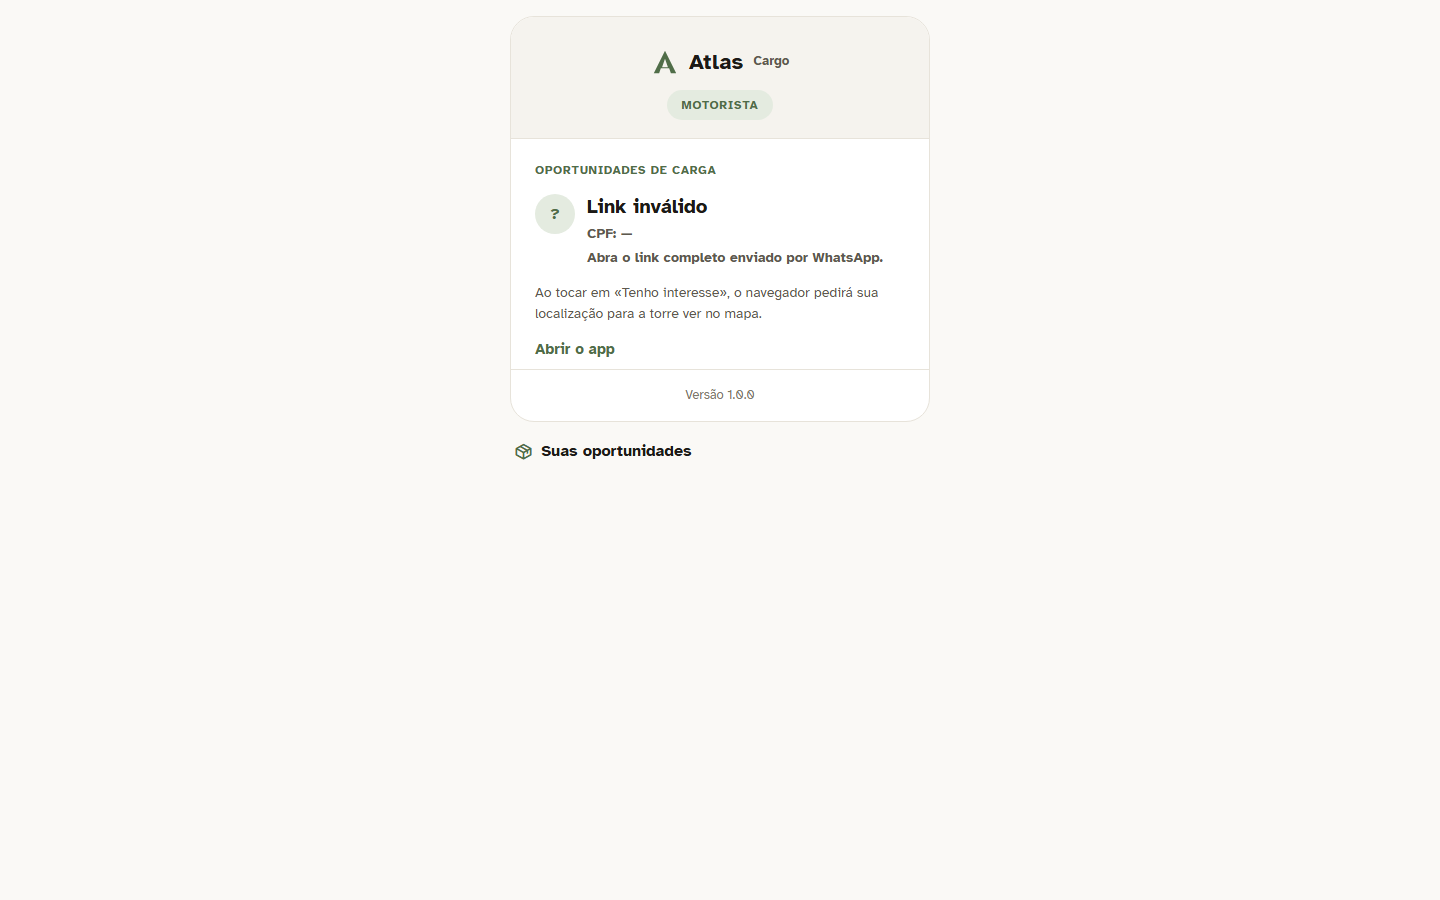 Atlas Cargo
MOTORISTA
OPORTUNIDADES DE CARGA
?
Link inválido
CPF: —
Abra o link completo enviado por WhatsApp.
Ao tocar em «Tenho interesse», o navegador pedirá sua
localização para a torre ver no mapa.
Abrir o app
Versão 1.0.0
Suas oportunidades